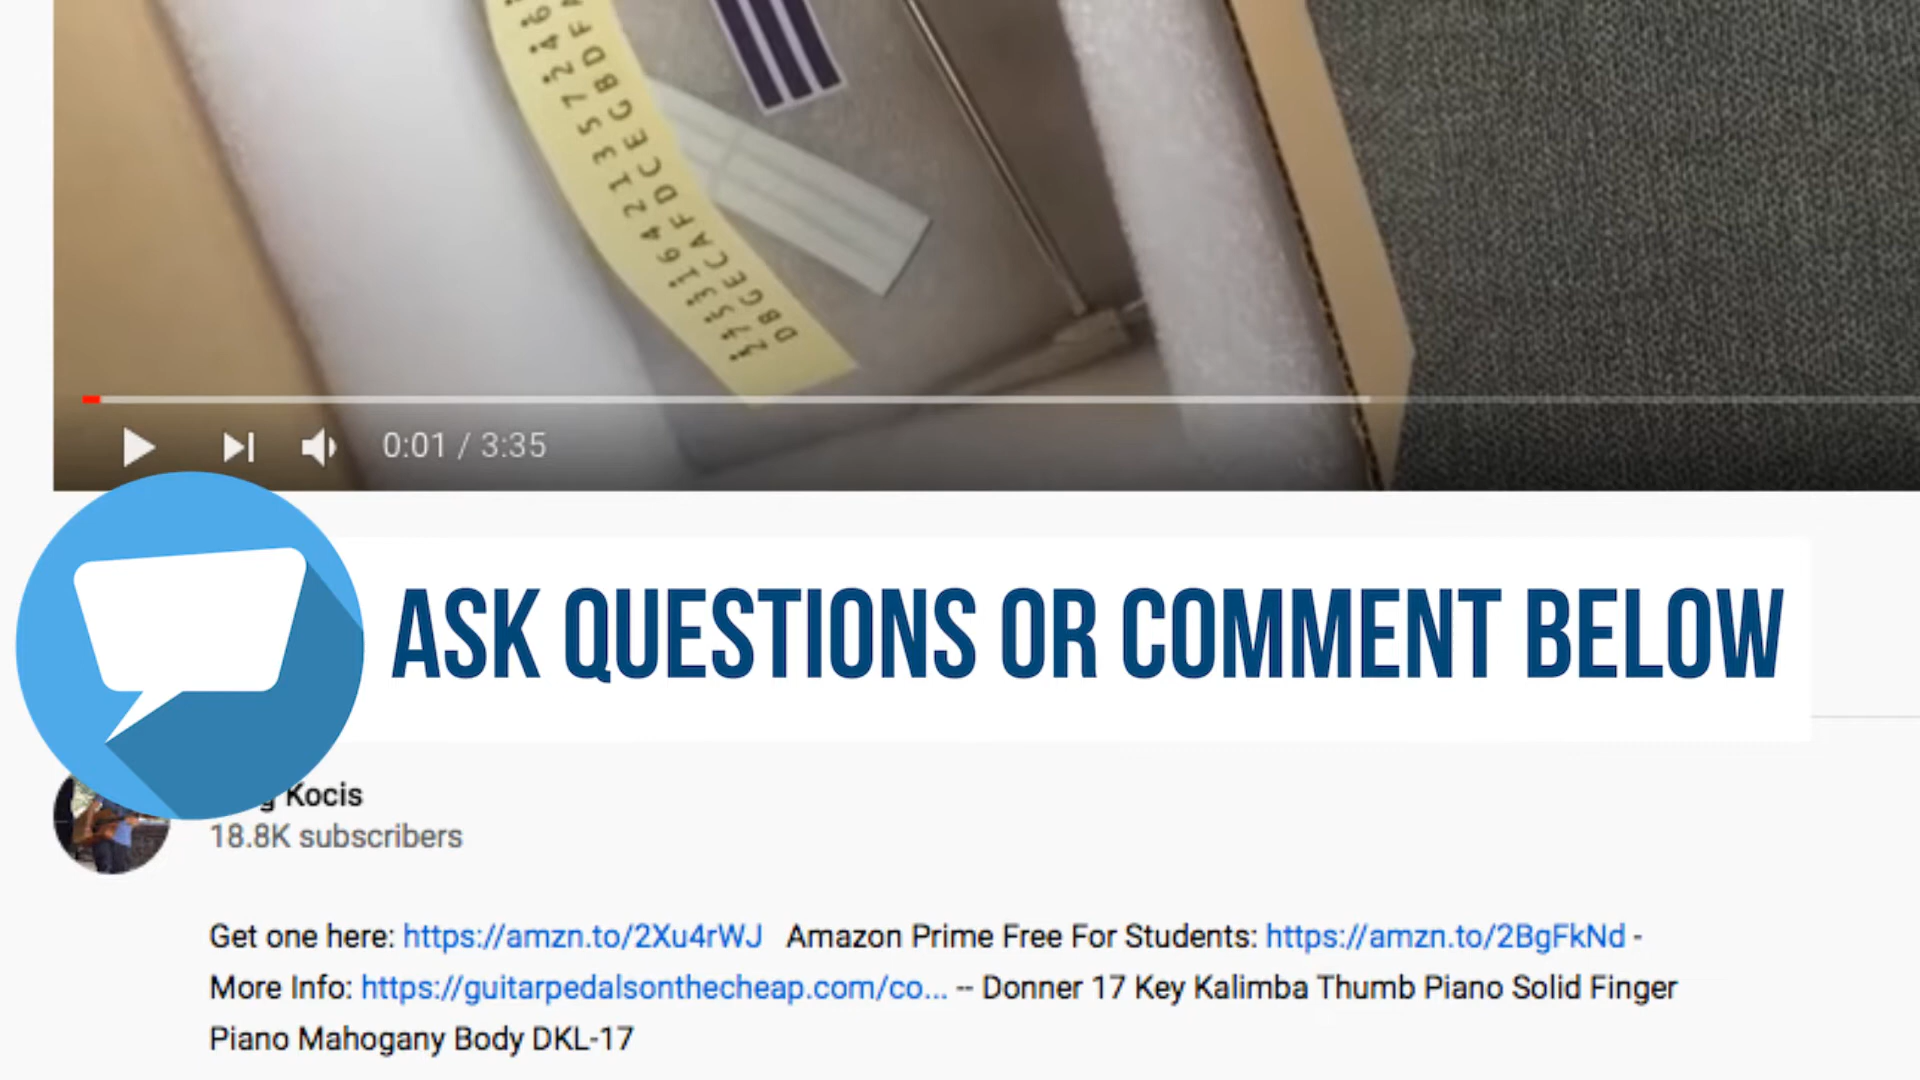 0:01 / 3:35
ASK QUESTIONS OR COMMENT BELOW
Kocis
18.8K subscribers
Get one here: https://amzn.to/2Xu4rWJ Amazon Prime Free For Students: https://amzn.to/2BgFkNd -
More Info: https://guitarpedalsonthecheap.com/co... -- Donner 17 Key Kalimba Thumb Piano Solid Finger
Piano Mahogany Body DKL-17